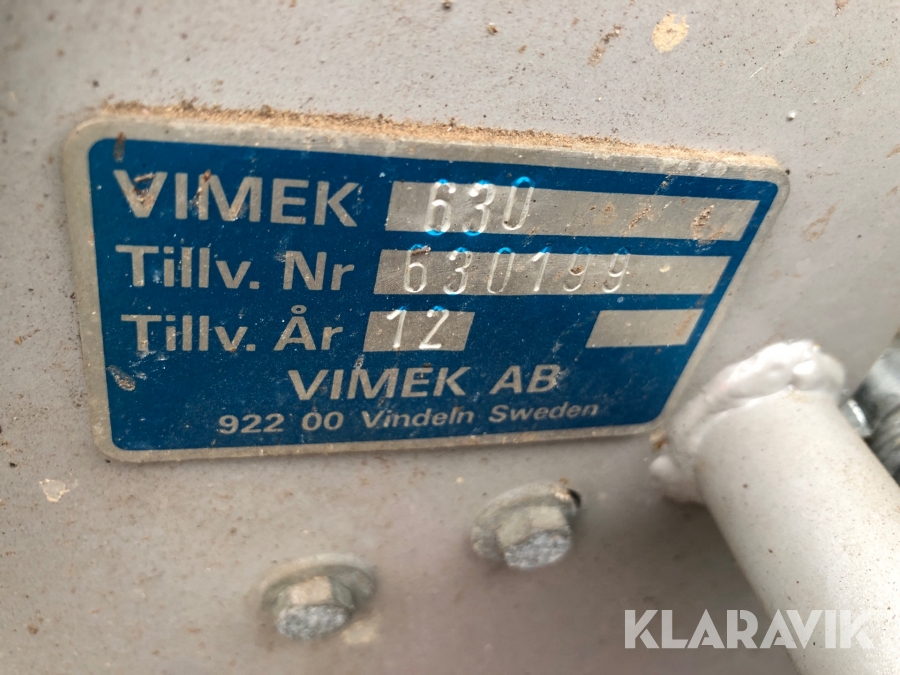 VIMEK 630
Tillv. Nr 630199
Tillv. År 12
VIMEK AB
922 00 Vindeln Sweden
KLARAVIK